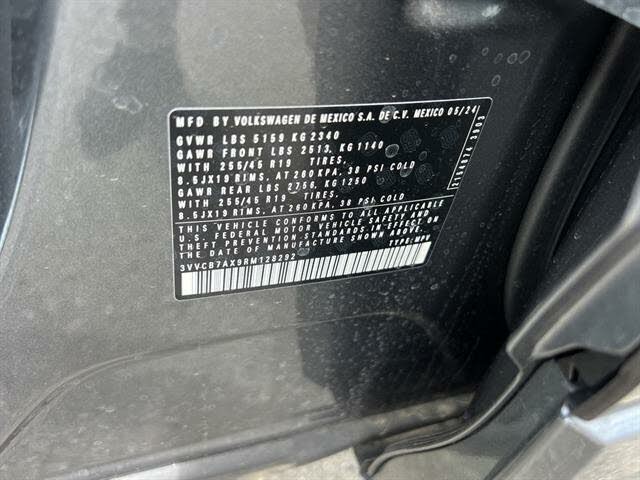 MFD BY VOLKSWAGEN DE MEXICO S.A. DE C.V. MEXICO 05/24
GVWR LBS 5159 KG 2340
GAWR FRONT LBS 2513, KG 1140
WITH 255/45 R19 TIRES.
8.5JX19 RIMS, AT 260 KPA, 38 PSI COLD
GAWR REAR LBS 2756, KG 1250
WITH 255/45 R19 TIRES.
8.5JX19 RIMS, AT 260 KPA, 38 PSI COLD
THIS VEHICLE CONFORMS TO ALL APPLICABLE
U.S. FEDERAL MOTOR VEHICLE SAFETY AND
THEFT PREVENTION STANDARDS IN EFFECT ON
THE DATE OF MANUFACTURE SHOWN ABOVE.
3VVCB7AX9RM128292
TYPE: MPV